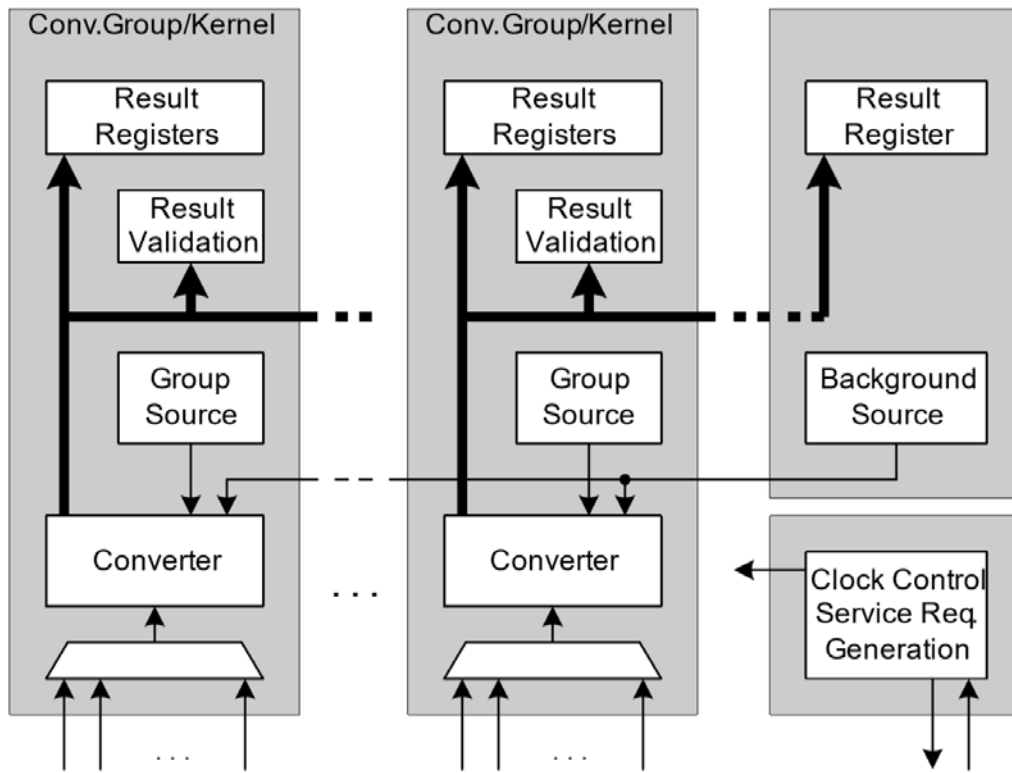 Conv.Group/Kernel
Result
Registers
Result
Validation
Group
Source
Converter
. . .
. . .
Conv.Group/Kernel
Result
Registers
Result
Validation
Group
Source
Converter
. . .
Result
Register
Background
Source
Clock Control
Service Req.
Generation